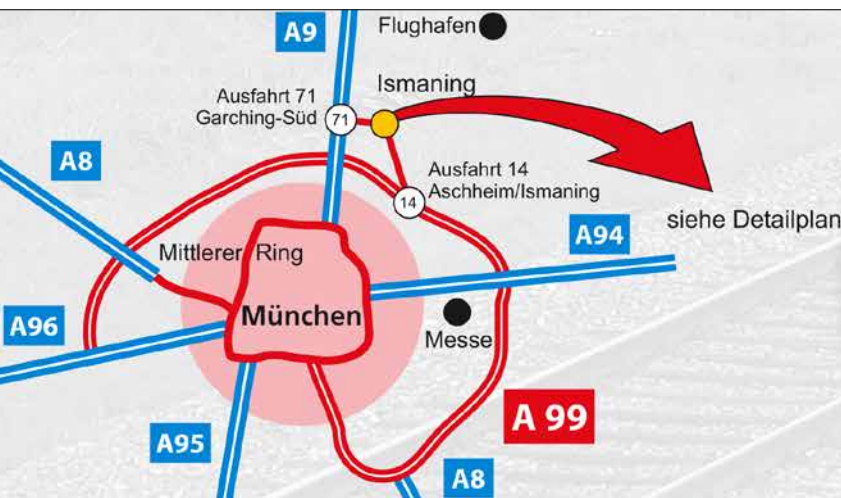 A9
Flughafen
Ismaning
Ausfahrt 71
Garching-Süd
71
A8
Ausfahrt 14
Aschheim/Ismaning
14
siehe Detailplan
A94
Mittlerer Ring
München
A96
Messe
A 99
A95
A8